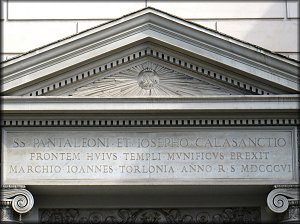 SS PANTALEONI ET IOSEPHO CALASANCTIO
FRONTEM HVIVS TEMPLI MVNIFICVS EREXIT
MARCHIO IOANNES TORLONIA ANNO R S MDCCCVI